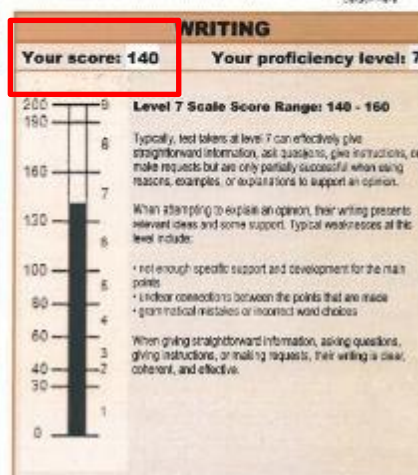 WRITING
Your score: 140 Your proficiency level: 7
200 9
190
8
160
7
6
100
5
80
4
60
3
40 2
30
1
0
Level 7 Scale Score Range: 140 - 160
Typically, test takers at level 7 can effectively give
straightforward information, ask questions, give instructions, or
make requests but are only partially successful when using
reasons, examples, or explanations to support an opinion.
When attempting to explain an opinion, their writing presents
relevant ideas and some support. Typical weaknesses at this
level include:
• not enough specific support and development for the main
points
• unclear connections between the points that are made
• grammatical mistakes or incorrect word choices
When giving straightforward information, asking questions,
giving instructions, or making requests, their writing is clear,
coherent, and effective.